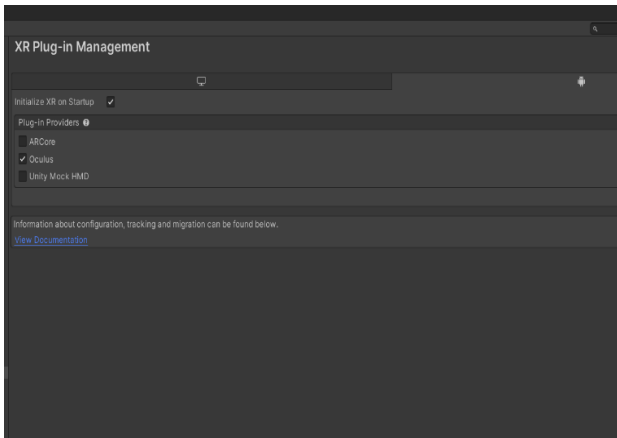 XR Plug-in Management
Initialize XR on Startup
Plug-in Providers
ARCore
Oculus
Unity Mock HMD
Information about configuration, tracking and migration can be found below.
View Documentation